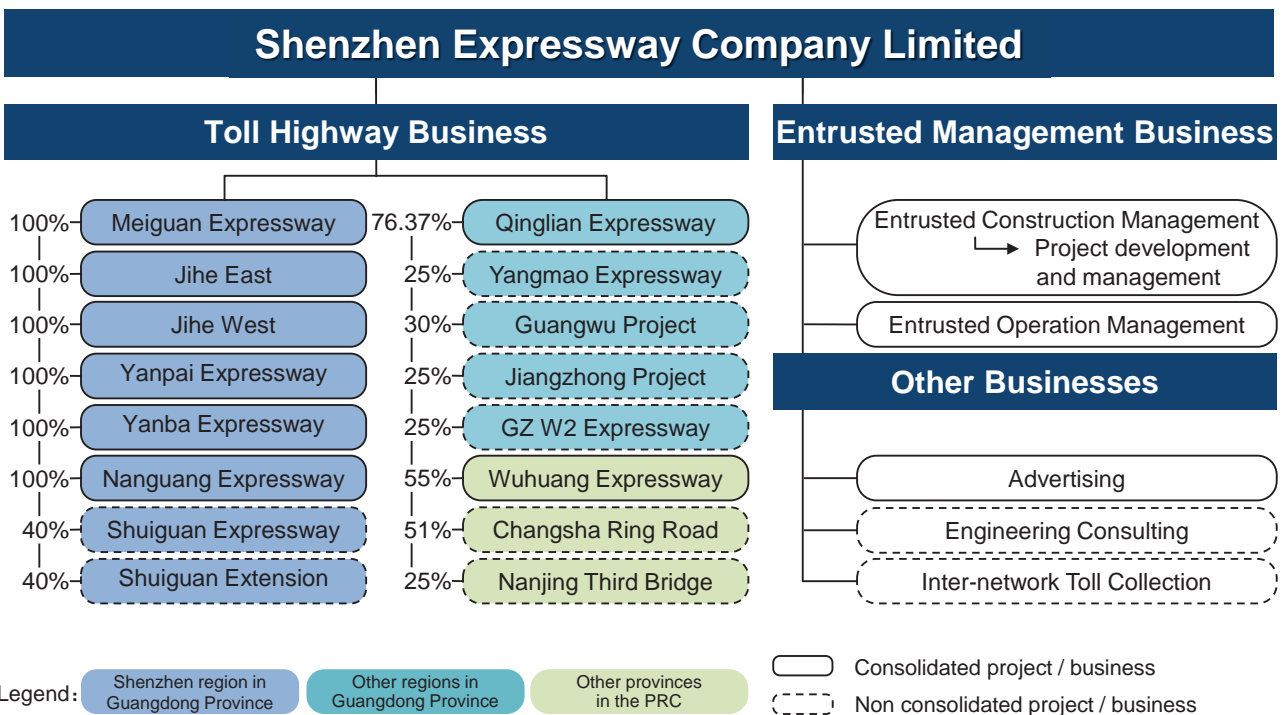 Shenzhen Expressway Company Limited
Toll Highway Business
100% Meiguan Expressway
100% Jihe East
100% Jihe West
100% Yanpai Expressway
100% Yanba Expressway
100% Nanguang Expressway
40% Shuiguan Expressway
40% Shuiguan Extension
76.37% Qinglian Expressway
25% Yangmao Expressway
30% Guangwu Project
25% Jiangzhong Project
25% GZ W2 Expressway
55% Wuhuang Expressway
51% Changsha Ring Road
25% Nanjing Third Bridge
Entrusted Management Business
Entrusted Construction Management
Project development
and management
Entrusted Operation Management
Other Businesses
Advertising
Engineering Consulting
Inter-network Toll Collection
Legend:
Shenzhen region in
Guangdong Province
Other regions in
Guangdong Province
Other provinces
in the PRC
Consolidated project / business
Non consolidated project / business